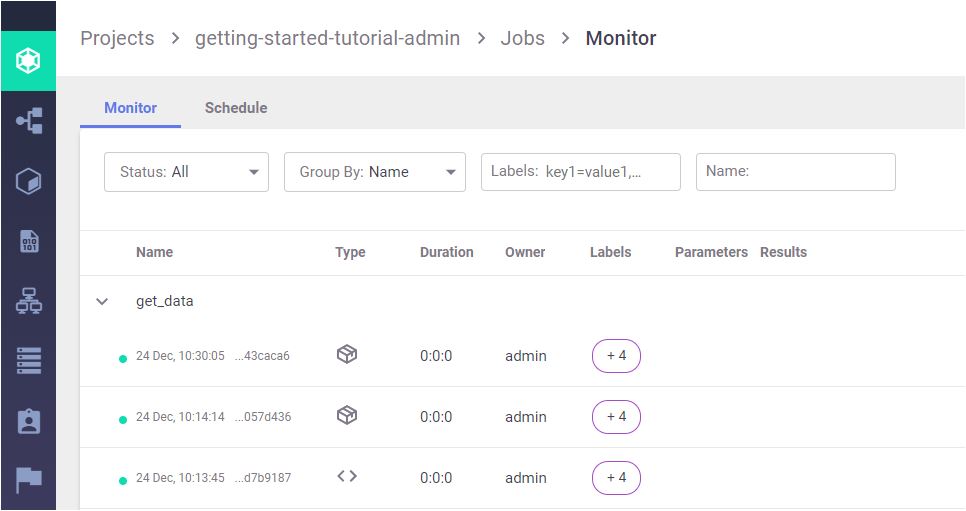 Projects > getting-started-tutorial-admin > Jobs > Monitor
Monitor Schedule
Status: All Group By: Name Labels: key1=value1,... Name:
Name Type Duration Owner Labels Parameters Results
get_data
24 Dec, 10:30:05 ...43caca6 0:0:0 admin + 4
24 Dec, 10:14:14 ...057d436 0:0:0 admin + 4
24 Dec, 10:13:45 ...d7b9187 <> 0:0:0 admin + 4